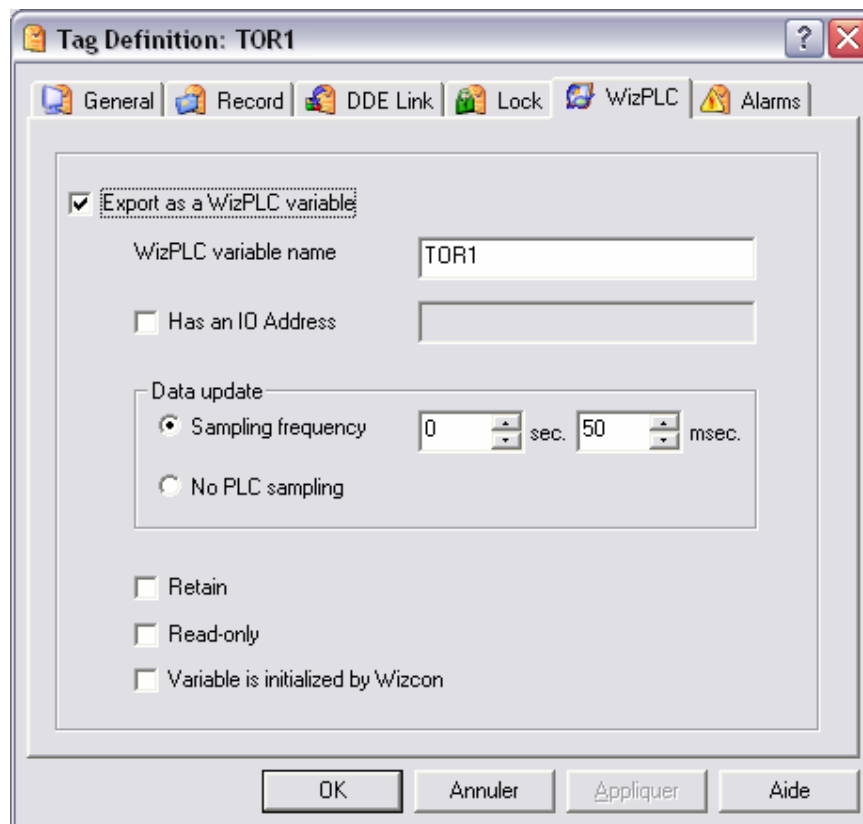 Tag Definition: TOR1
General Record DDE Link Lock WizPLC Alarms
Export as a WizPLC variable
WizPLC variable name TOR1
Has an IO Address
Data update
Sampling frequency 0 sec. 50 msec.
No PLC sampling
Retain
Read-only
Variable is initialized by Wizcon
OK Annuler Appliquer Aide